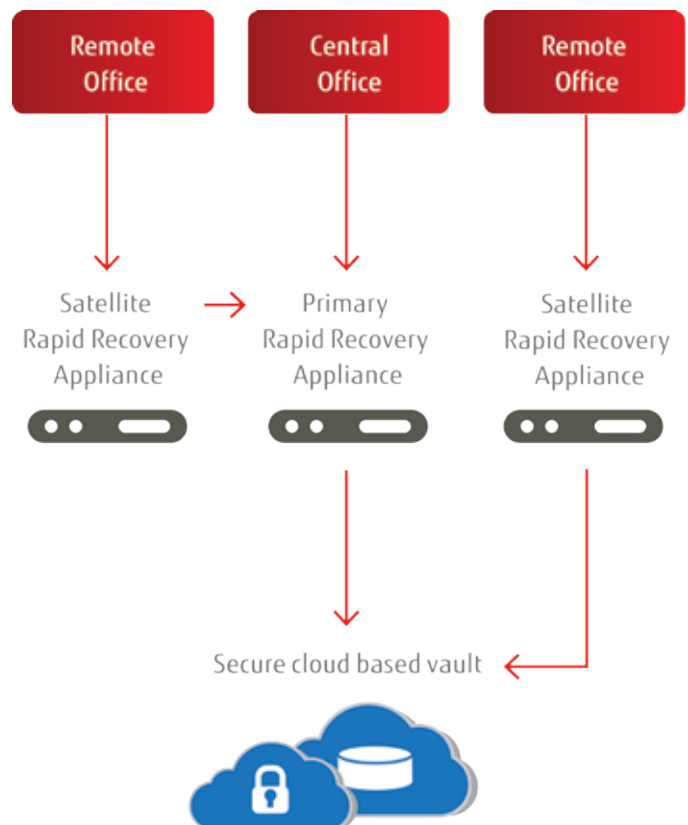 Remote
Office
Central
Office
Remote
Office
Satellite
Rapid Recovery
Appliance
Primary
Rapid Recovery
Appliance
Satellite
Rapid Recovery
Appliance
Secure cloud based vault